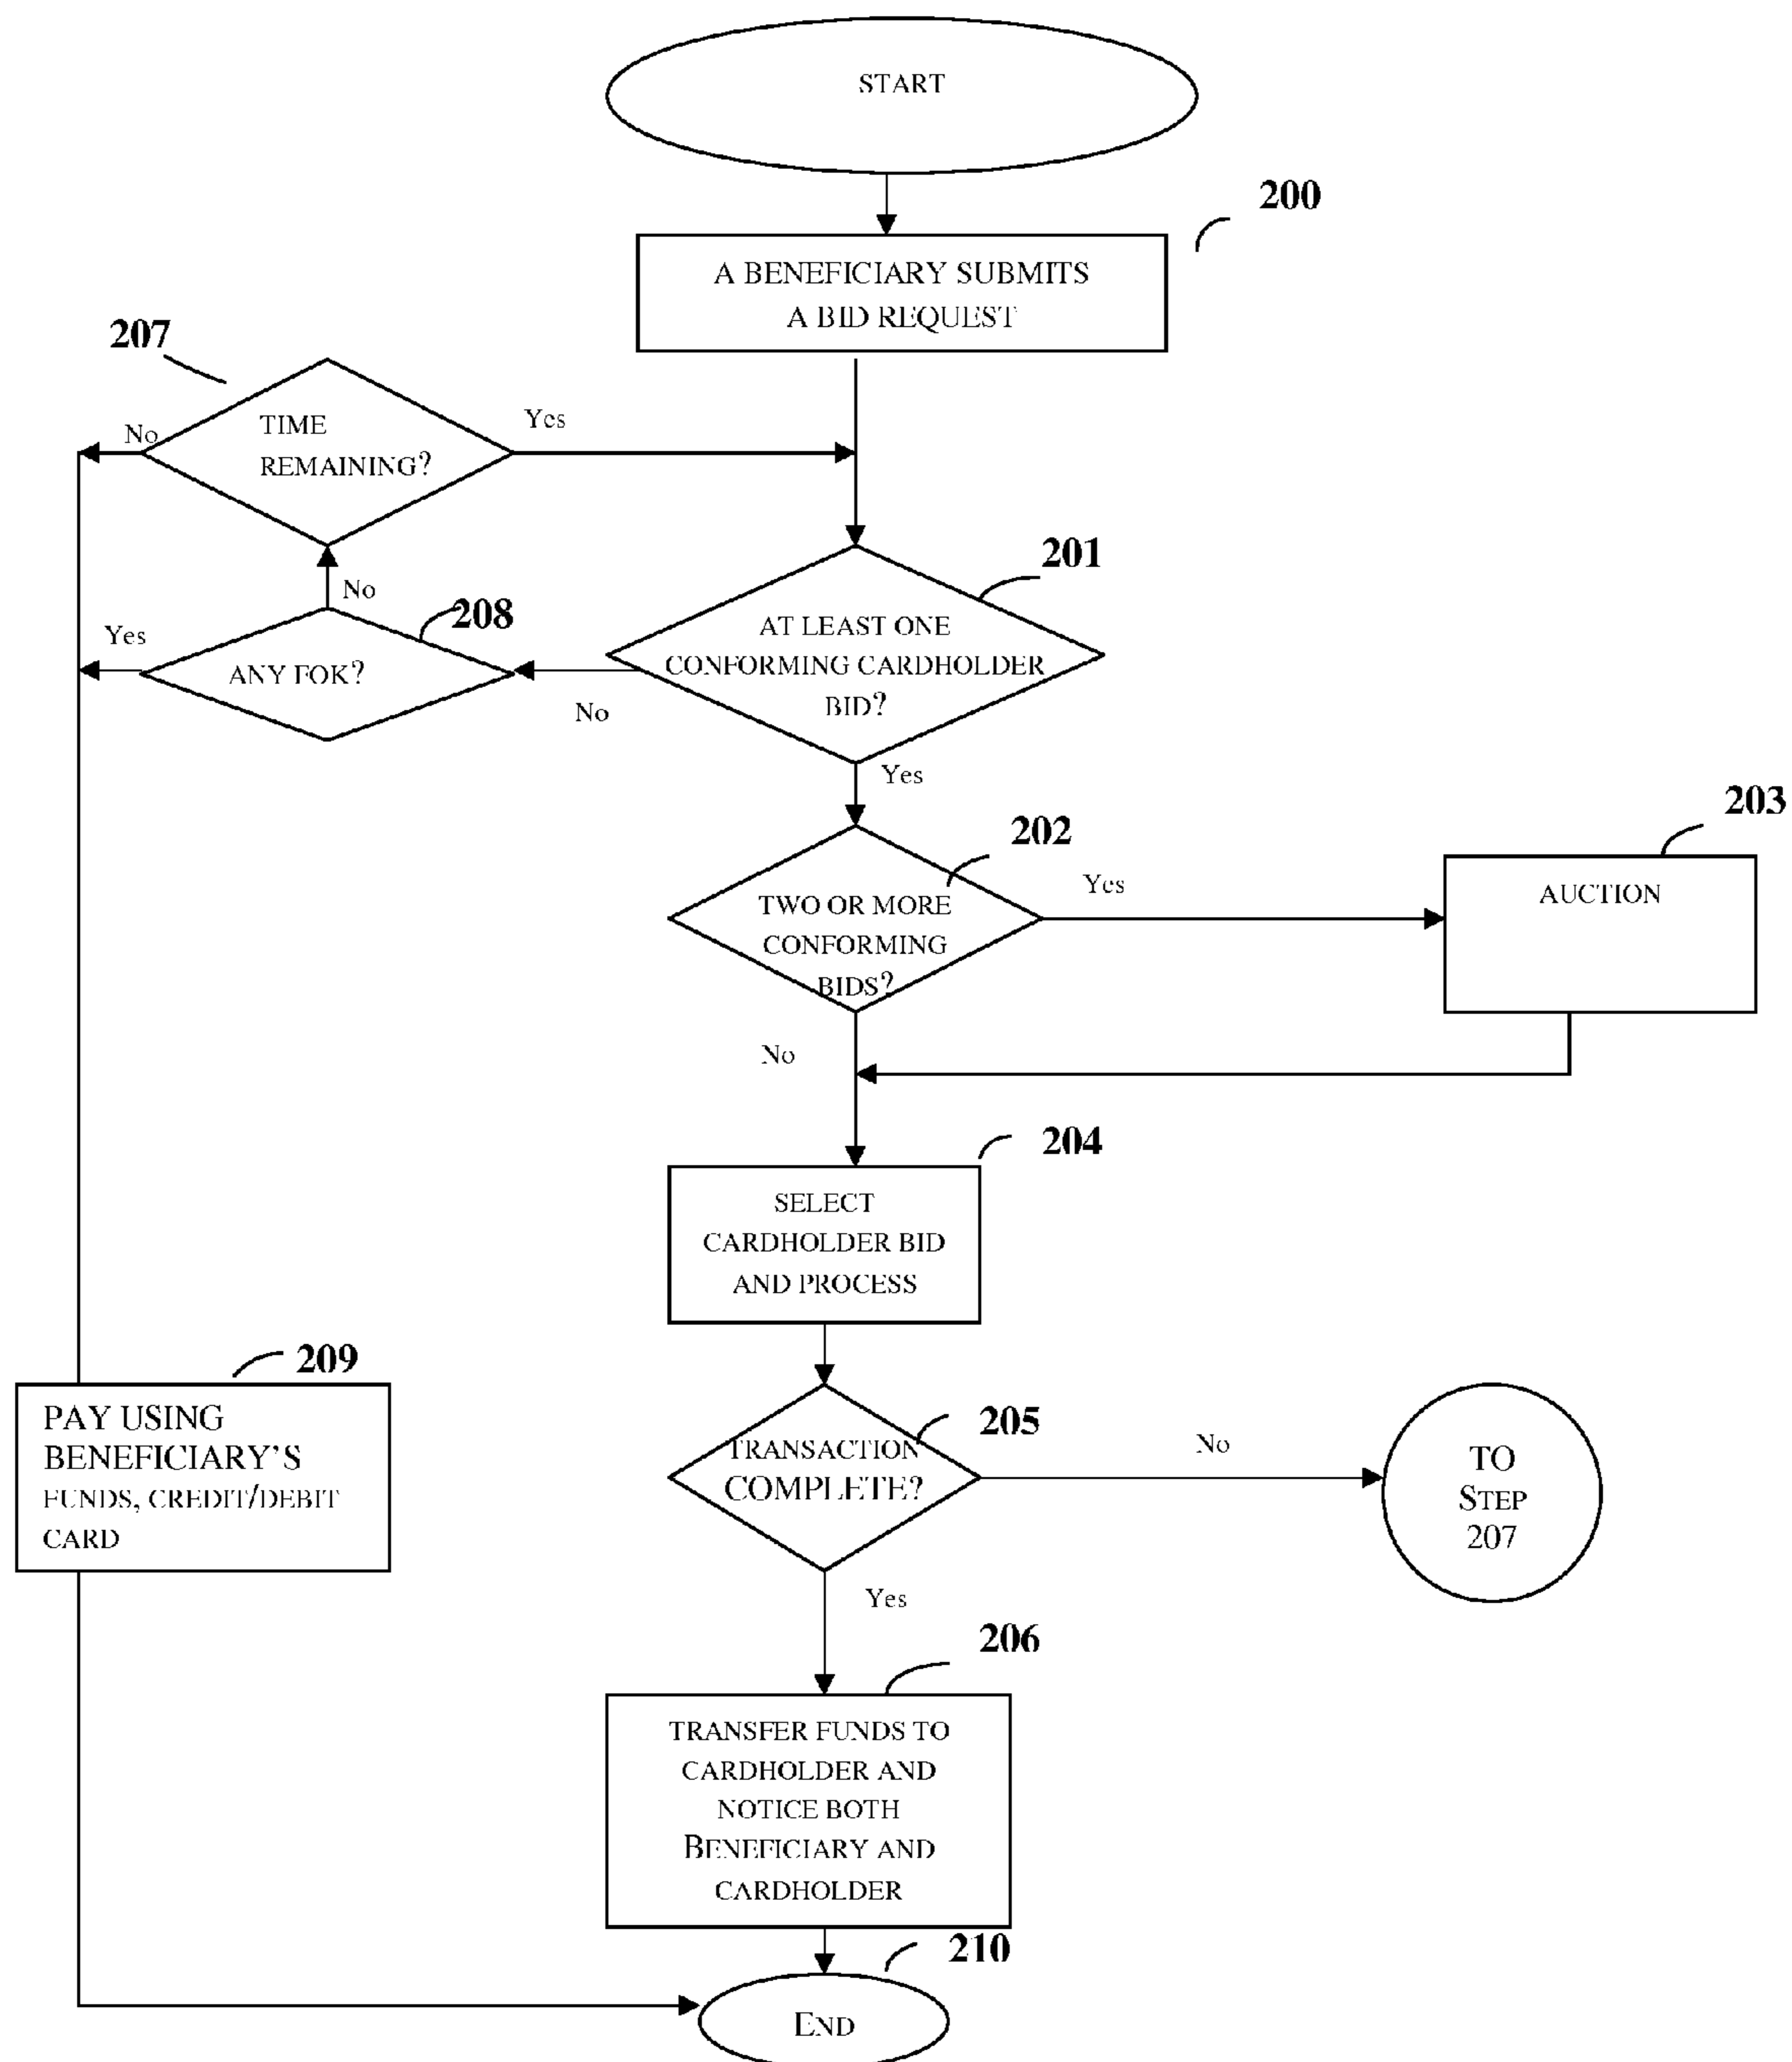 START
200
A BENEFICIARY SUBMITS
A BID REQUEST
207
TIME
REMAINING?
No
Yes
201
AT LEAST ONE
CONFORMING CARDHOLDER
BID?
No
208
Yes
ANY FOK?
No
Yes
202
TWO OR MORE
CONFORMING
BIDS?
Yes
203
AUCTION
No
204
SELECT
CARDHOLDER BID
AND PROCESS
209
PAY USING
BENEFICIARY'S
FUNDS, CREDIT/DEBIT
CARD
205
TRANSACTION
COMPLETE?
No
TO
STEP
207
Yes
206
TRANSFER FUNDS TO
CARDHOLDER AND
NOTICE BOTH
BENEFICIARY AND
CARDHOLDER
210
END